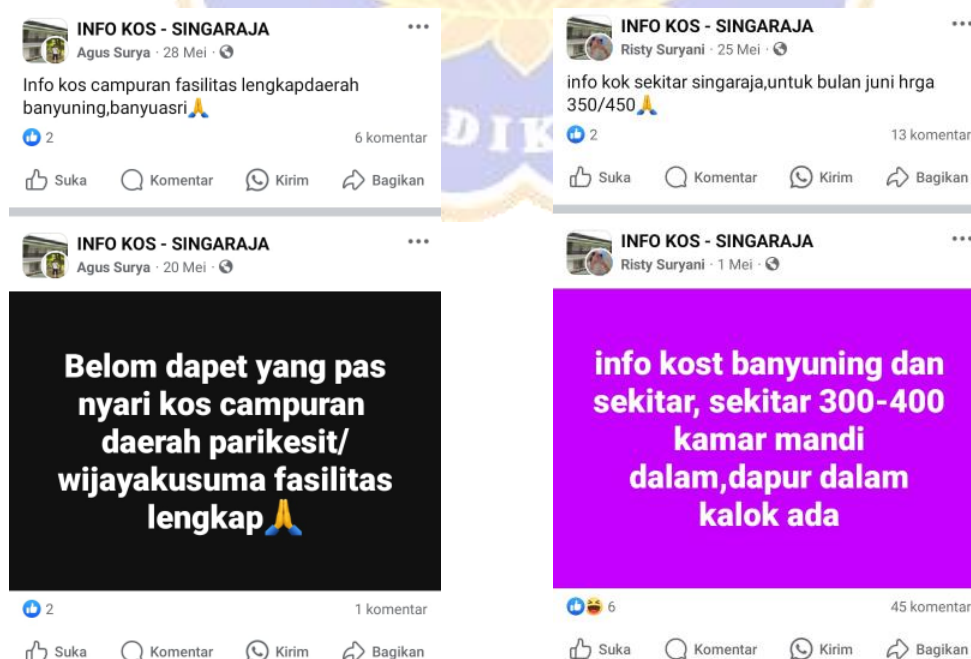 INFO KOS - SINGARAJA
Agus Surya · 28 Mei ·
Info kos campuran fasilitas lengkapdaerah
banyuning,banyuasri🙏
2
6 komentar
Suka Komentar Kirim Bagikan
INFO KOS - SINGARAJA
Agus Surya · 20 Mei ·
Belom dapet yang pas
nyari kos campuran
daerah parikesit/
wijayakusuma fasilitas
lengkap🙏
2
1 komentar
Suka Komentar Kirim Bagikan
INFO KOS - SINGARAJA
Risty Suryani · 25 Mei ·
info kok sekitar singaraja,untuk bulan juni hrga
350/450🙏
2
13 komentar
Suka Komentar Kirim Bagikan
INFO KOS - SINGARAJA
Risty Suryani · 1 Mei ·
info kost banyuning dan
sekitar, sekitar 300-400
kamar mandi
dalam,dapur dalam
kalok ada
6
45 komentar
Suka Komentar Kirim Bagikan
DIK